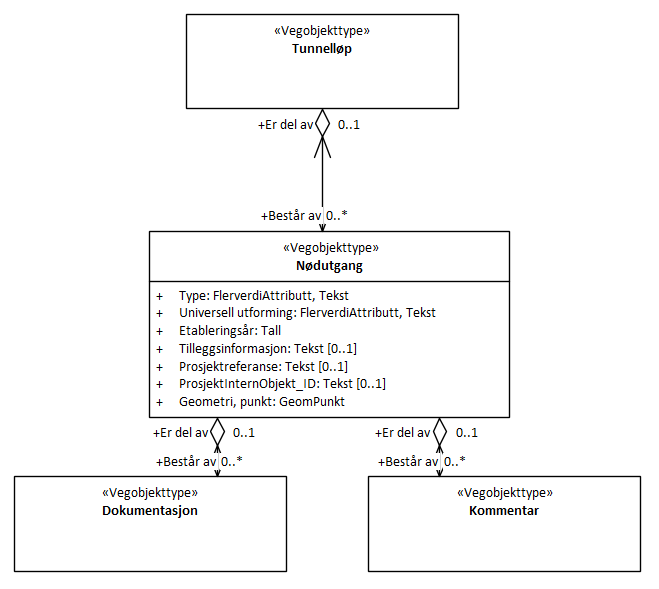 «Vegobjekttype»
Tunnelløp
+Er del av 0..1
+Består av 0..*
«Vegobjekttype»
Nødutgang
+ Type: FlerverdiAttributt, Tekst
+ Universell utforming: FlerverdiAttributt, Tekst
+ Etableringsår: Tall
+ Tilleggsinformasjon: Tekst [0..1]
+ Prosjektreferanse: Tekst [0..1]
+ ProsjektInternObjekt_ID: Tekst [0..1]
+ Geometri, punkt: GeomPunkt
+Er del av 0..1 +Er del av 0..1
+Består av 0..* +Består av 0..*
«Vegobjekttype» «Vegobjekttype»
Dokumentasjon Kommentar